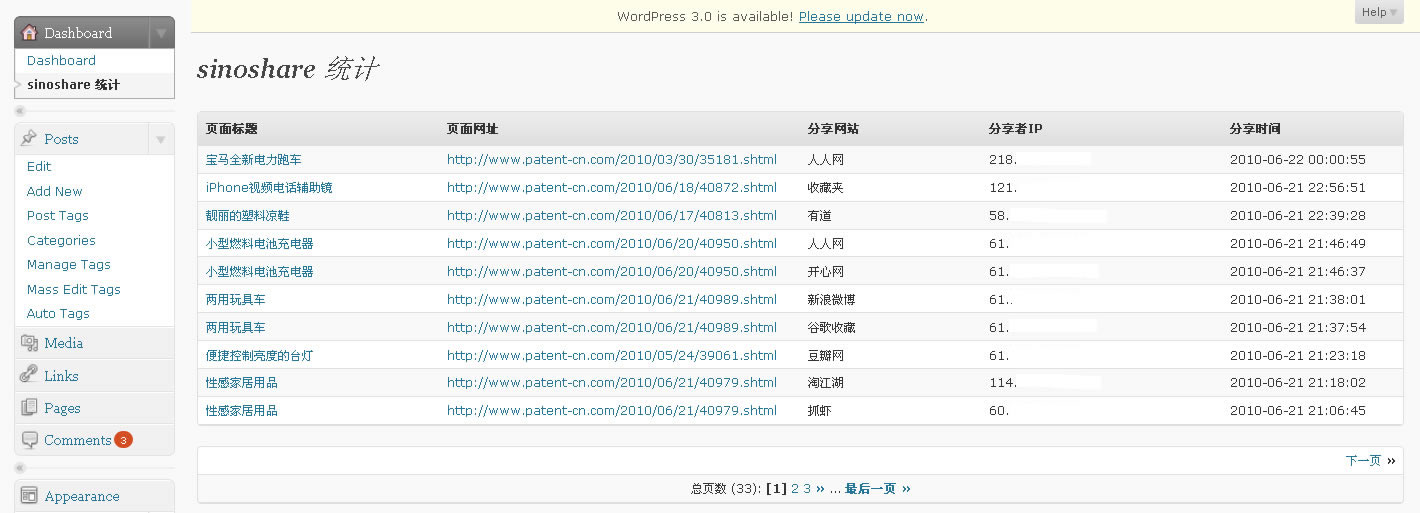 WordPress 3.0 is available! Please update now.
Help
Dashboard
Dashboard
sinoshare 统计
Posts
Edit
Add New
Post Tags
Categories
Manage Tags
Mass Edit Tags
Auto Tags
Media
Links
Pages
Comments 3
Appearance
sinoshare 统计
页面标题 页面网址 分享网站 分享者IP 分享时间
宝马全新电力跑车 http://www.patent-cn.com/2010/03/30/35181.shtml 人人网 218. 2010-06-22 00:00:55
iPhone视频电话辅助镜 http://www.patent-cn.com/2010/06/18/40872.shtml 收藏夹 121. 2010-06-21 22:56:51
靓丽的塑料凉鞋 http://www.patent-cn.com/2010/06/17/40813.shtml 有道 58. 2010-06-21 22:39:28
小型燃料电池充电器 http://www.patent-cn.com/2010/06/20/40950.shtml 人人网 61. 2010-06-21 21:46:49
小型燃料电池充电器 http://www.patent-cn.com/2010/06/20/40950.shtml 开心网 61. 2010-06-21 21:46:37
两用玩具车 http://www.patent-cn.com/2010/06/21/40989.shtml 新浪微博 61.. 2010-06-21 21:38:01
两用玩具车 http://www.patent-cn.com/2010/06/21/40989.shtml 谷歌收藏 61. 2010-06-21 21:37:54
便捷控制亮度的台灯 http://www.patent-cn.com/2010/05/24/39061.shtml 豆瓣网 61. 2010-06-21 21:23:18
性感家居用品 http://www.patent-cn.com/2010/06/21/40979.shtml 淘江湖 114. 2010-06-21 21:18:02
性感家居用品 http://www.patent-cn.com/2010/06/21/40979.shtml 抓虾 60. 2010-06-21 21:06:45
下一页 »
总页数 (33): [1] 2 3 » ... 最后一页 »